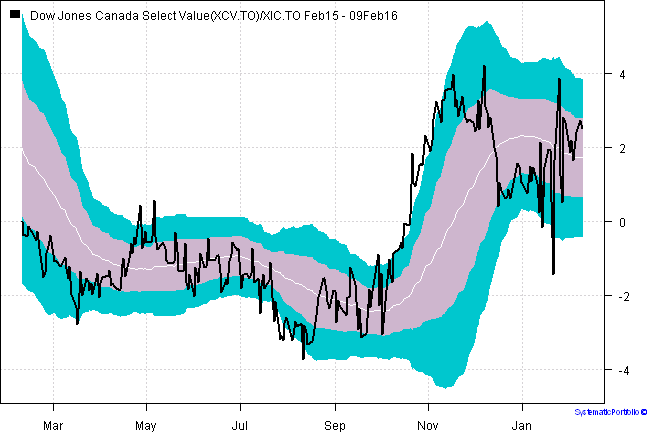 Dow Jones Canada Select Value(XCV.TO)/XIC.TO Feb15 - 09Feb16
4
2
0
-2
-4
Mar May Jul Sep Nov Jan
SystematicPortfolio ©